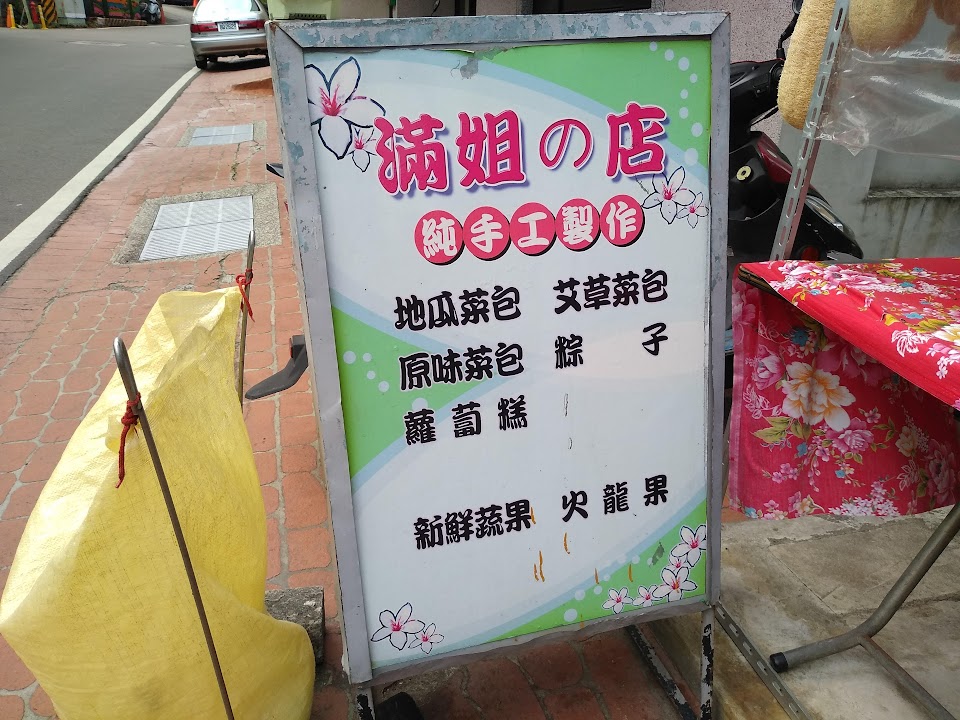 滿姐の店
純手工製作
地瓜菜包 艾草菜包
原味菜包 粽子
蘿蔔糕
新鮮蔬果 火龍果